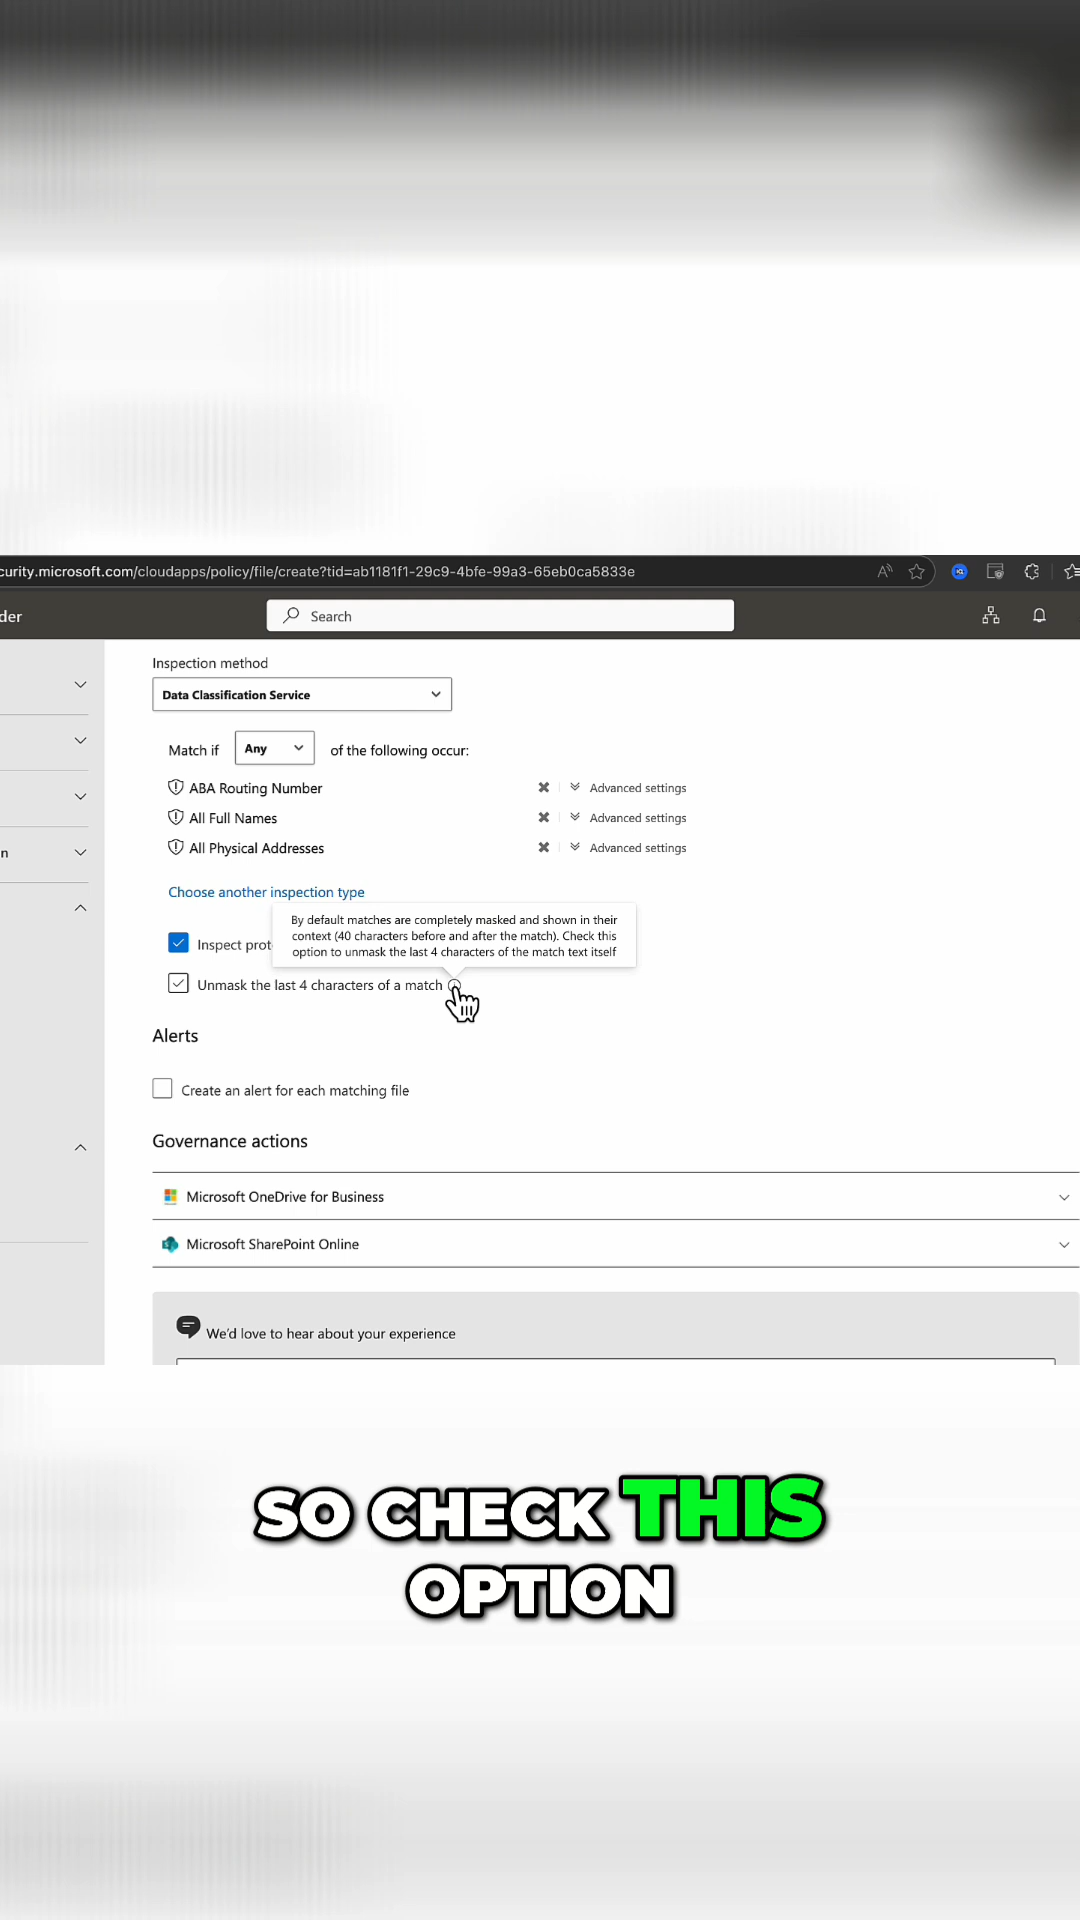 curity.microsoft.com/cloudapps/policy/file/create?tid=ab1181f1-29c9-4bfe-99a3-65eb0ca5833e
der
Search
Inspection method
Data Classification Service
Match if Any of the following occur:
ABA Routing Number Advanced settings
All Full Names Advanced settings
n
All Physical Addresses Advanced settings
Choose another inspection type
By default matches are completely masked and shown in their
context (40 characters before and after the match). Check this
option to unmask the last 4 characters of the match text itself
Inspect prot
Unmask the last 4 characters of a match
Alerts
Create an alert for each matching file
Governance actions
Microsoft OneDrive for Business
Microsoft SharePoint Online
We'd love to hear about your experience
SO CHECK THIS
OPTION